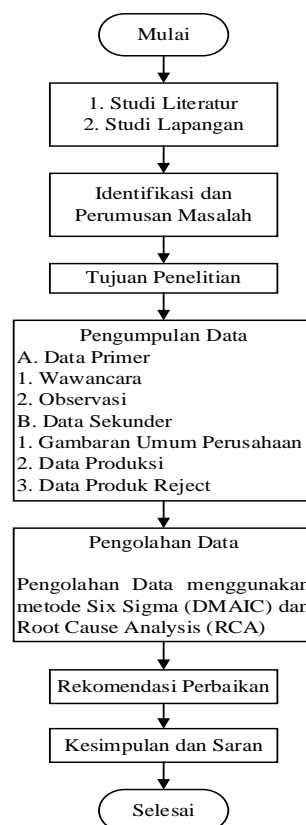 Mulai
1. Studi Literatur
2. Studi Lapangan
Identifikasi dan
Perumusan Masalah
Tujuan Penelitian
Pengumpulan Data
A. Data Primer
1. Wawancara
2. Observasi
B. Data Sekunder
1. Gambaran Umum Perusahaan
2. Data Produksi
3. Data Produk Reject
Pengolahan Data
Pengolahan Data menggunakan
metode Six Sigma (DMAIC) dan
Root Cause Analysis (RCA)
Rekomendasi Perbaikan
Kesimpulan dan Saran
Selesai